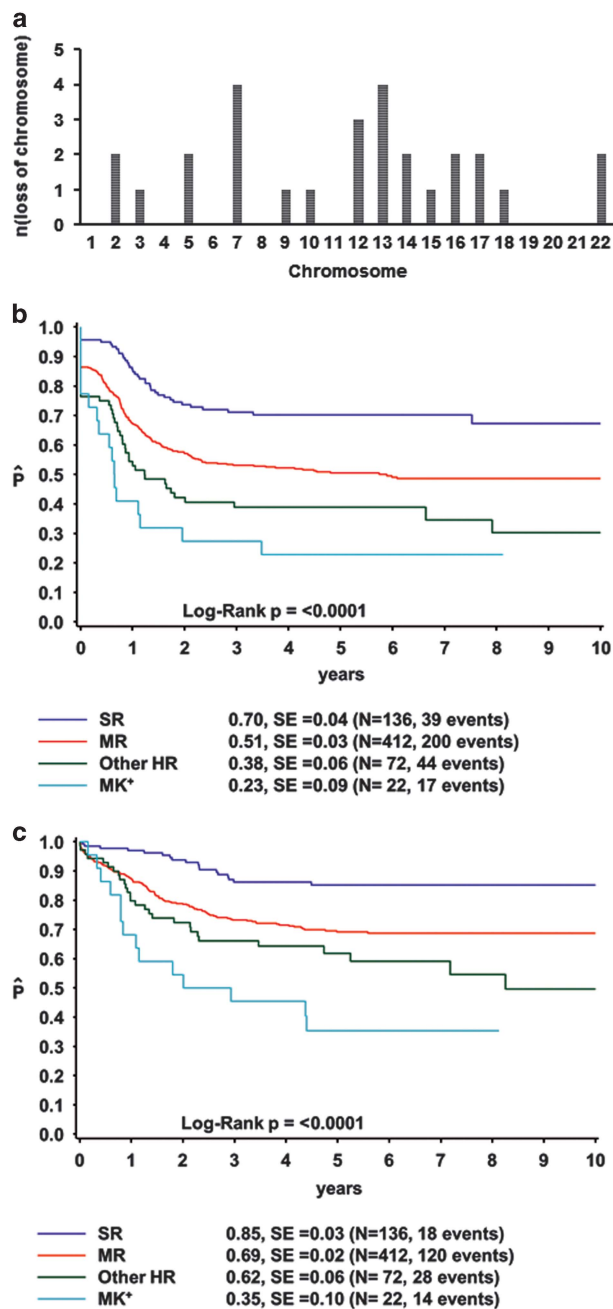 a
n(loss of chromosome)
5
4
3
2
1
0
1 2 3 4 5 6 7 8 9 10 11 12 13 14 15 16 17 18 19 20 21 22
Chromosome
b
1.0
0.9
0.8
0.7
0.6
0.5
0.4
0.3
0.2
0.1
0.0
P̂
Log-Rank p = <0.0001
0 1 2 3 4 5 6 7 8 9 10
years
SR 0.70, SE =0.04 (N=136, 39 events)
MR 0.51, SE =0.03 (N=412, 200 events)
Other HR 0.38, SE =0.06 (N= 72, 44 events)
MK⁺ 0.23, SE =0.09 (N= 22, 17 events)
c
1.0
0.9
0.8
0.7
0.6
0.5
0.4
0.3
0.2
0.1
0.0
P̂
Log-Rank p = <0.0001
0 1 2 3 4 5 6 7 8 9 10
years
SR 0.85, SE =0.03 (N=136, 18 events)
MR 0.69, SE =0.02 (N=412, 120 events)
Other HR 0.62, SE =0.06 (N= 72, 28 events)
MK⁺ 0.35, SE =0.10 (N= 22, 14 events)